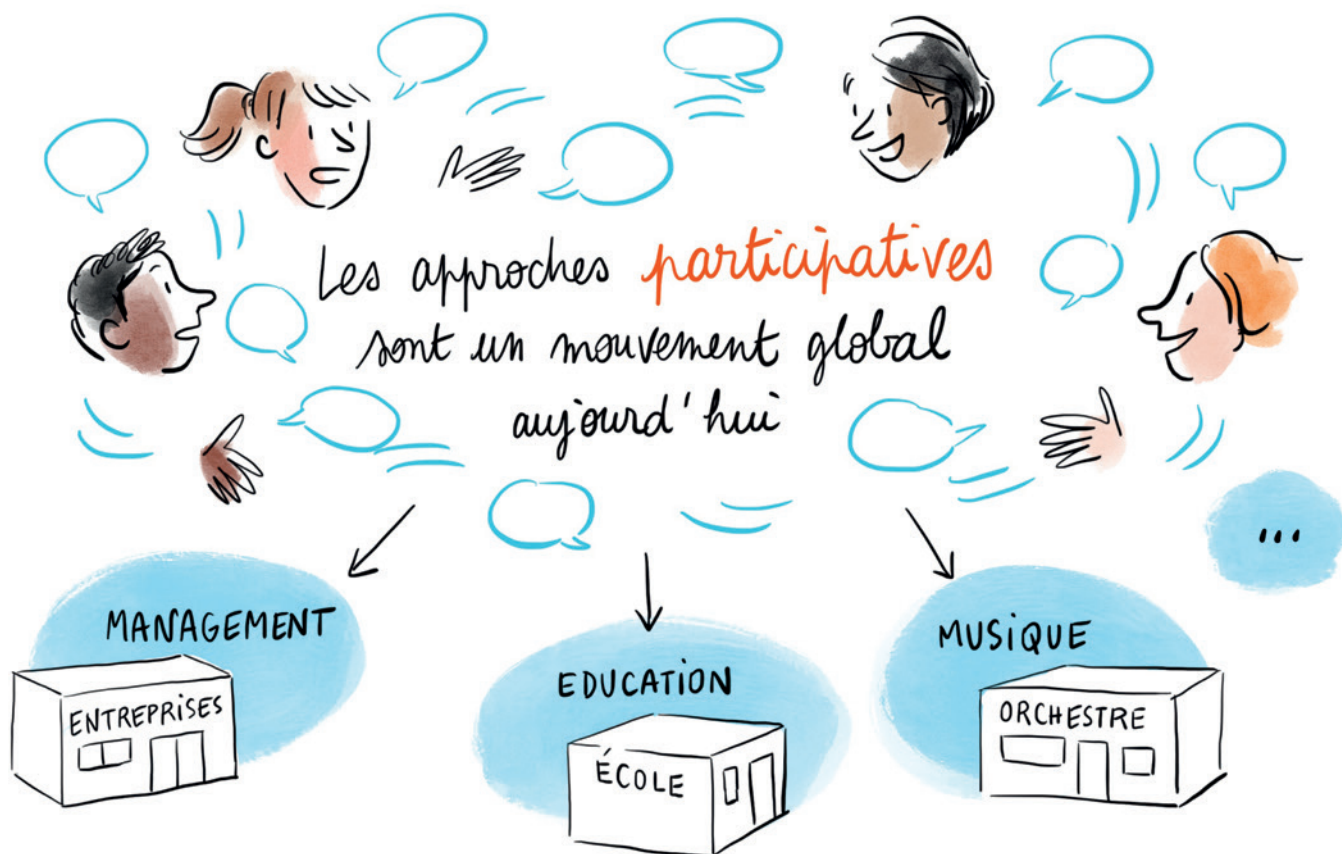 Les approches participatives
sont un mouvement global
aujourd'hui
...
MANAGEMENT
ENTREPRISES
EDUCATION
ÉCOLE
MUSIQUE
ORCHESTRE